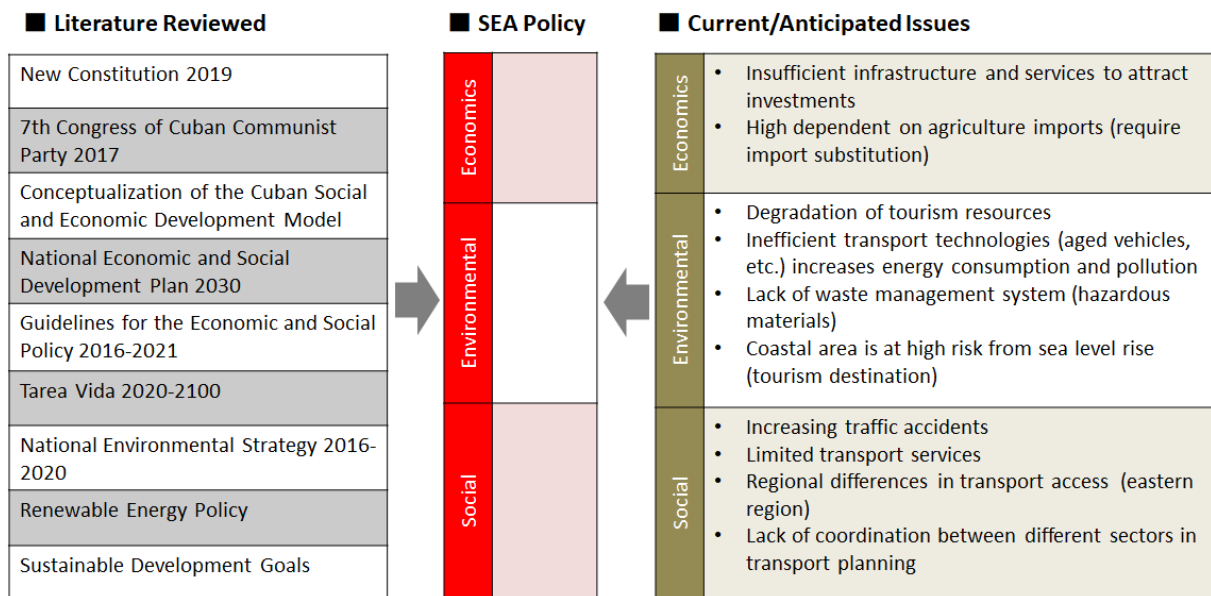 ■ Literature Reviewed
New Constitution 2019
7th Congress of Cuban Communist
Party 2017
Conceptualization of the Cuban Social
and Economic Development Model
National Economic and Social
Development Plan 2030
Guidelines for the Economic and Social
Policy 2016-2021
Tarea Vida 2020-2100
National Environmental Strategy 2016-
2020
Renewable Energy Policy
Sustainable Development Goals
■ SEA Policy
Economics
Environmental
Social
■ Current/Anticipated Issues
Economics
• Insufficient infrastructure and services to attract
investments
• High dependent on agriculture imports (require
import substitution)
Environmental
• Degradation of tourism resources
• Inefficient transport technologies (aged vehicles,
etc.) increases energy consumption and pollution
• Lack of waste management system (hazardous
materials)
• Coastal area is at high risk from sea level rise
(tourism destination)
Social
• Increasing traffic accidents
• Limited transport services
• Regional differences in transport access (eastern
region)
• Lack of coordination between different sectors in
transport planning